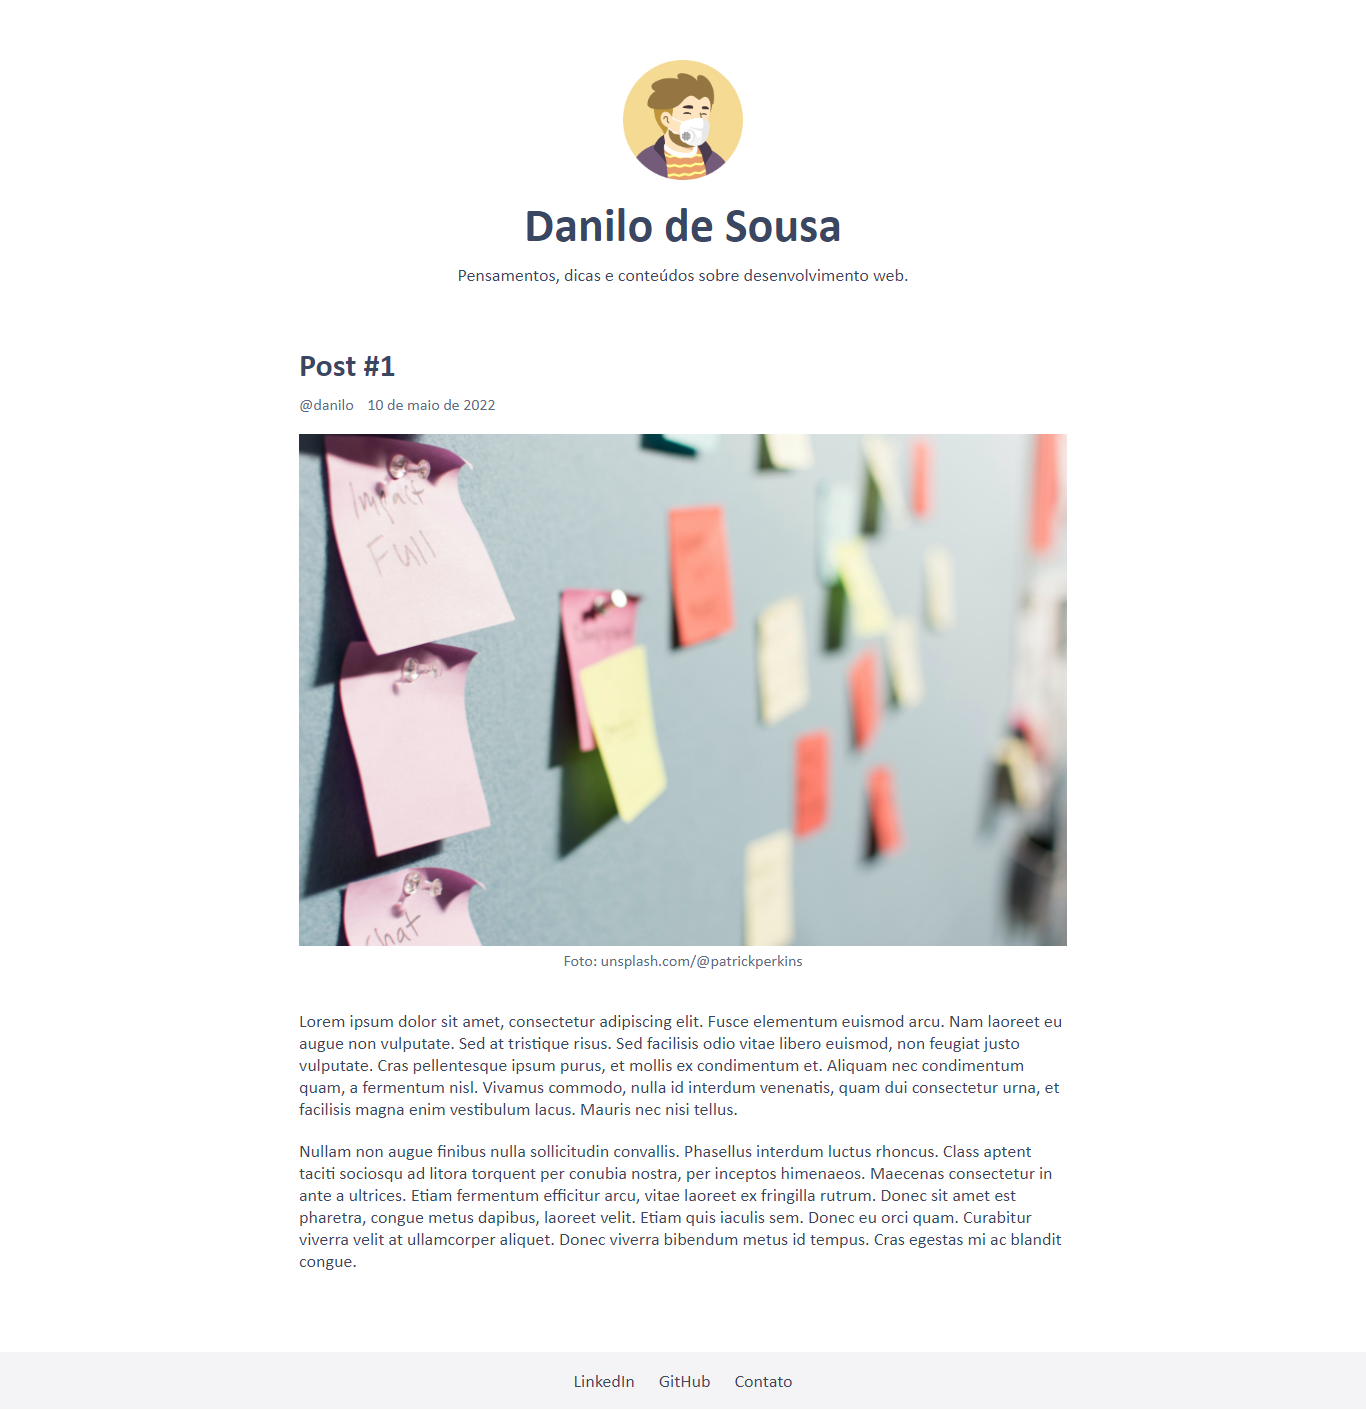 Danilo de Sousa
Pensamentos, dicas e conteúdos sobre desenvolvimento web.
Post #1
@danilo 10 de maio de 2022
Impact
Full
Chat
Foto: unsplash.com/@patrickperkins
Lorem ipsum dolor sit amet, consectetur adipiscing elit. Fusce elementum euismod arcu. Nam laoreet eu
augue non vulputate. Sed at tristique risus. Sed facilisis odio vitae libero euismod, non feugiat justo
vulputate. Cras pellentesque ipsum purus, et mollis ex condimentum et. Aliquam nec condimentum
quam, a fermentum nisl. Vivamus commodo, nulla id interdum venenatis, quam dui consectetur urna, et
facilisis magna enim vestibulum lacus. Mauris nec nisi tellus.
Nullam non augue finibus nulla sollicitudin convallis. Phasellus interdum luctus rhoncus. Class aptent
taciti sociosqu ad litora torquent per conubia nostra, per inceptos himenaeos. Maecenas consectetur in
ante a ultrices. Etiam fermentum efficitur arcu, vitae laoreet ex fringilla rutrum. Donec sit amet est
pharetra, congue metus dapibus, laoreet velit. Etiam quis iaculis sem. Donec eu orci quam. Curabitur
viverra velit at ullamcorper aliquet. Donec viverra bibendum metus id tempus. Cras egestas mi ac blandit
congue.
LinkedIn GitHub Contato